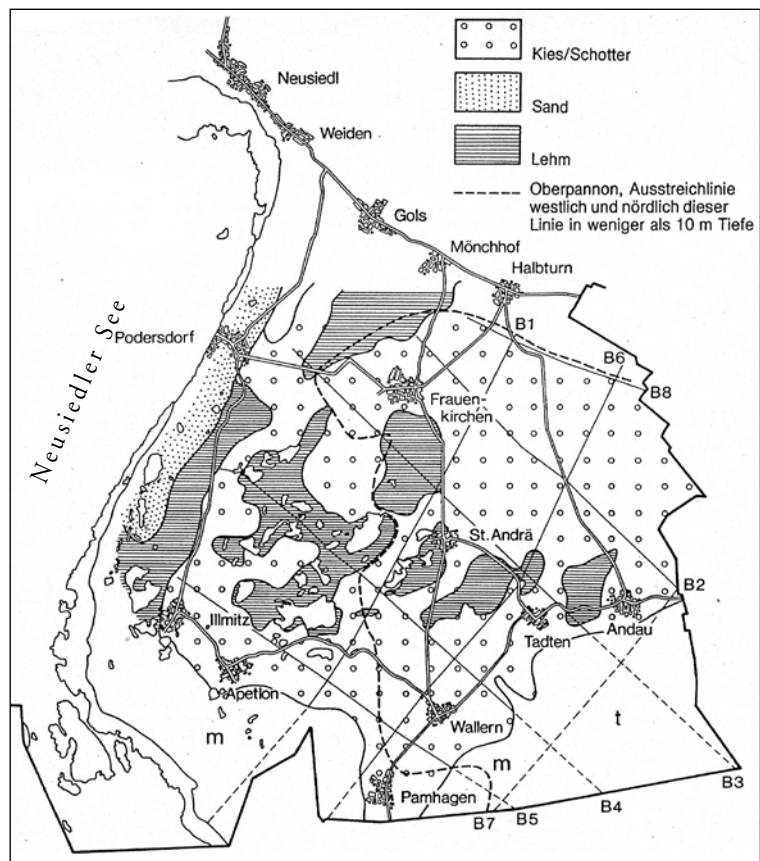 Kies/Schotter
Sand
Lehm
Oberpannon, Ausstreichlinie
westlich und nördlich dieser
Linie in weniger als 10 m Tiefe
Neusiedl
Weiden
Gols
Mönchhof
Halbturn
B1
B6
B8
Podersdorf
Frauen-
kirchen
Neusiedler See
St. Andrä
B2
Illmitz
Tadten
Andau
Apetlon
Wallern
t
m
m
B3
Pamhagen
B7
B5
B4